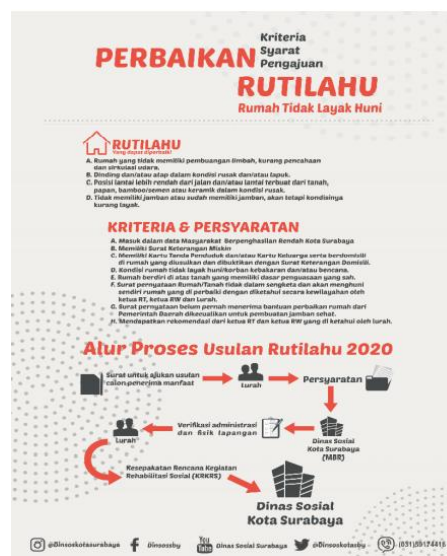 Kriteria
Syarat
Pengajuan
PERBAIKAN
RUTILAHU
Rumah Tidak Layak Huni
RUTILAHU
Yang dapat diperbaiki
A. Rumah yang tidak memiliki pembuangan limbah, kurang pencahaan
dan sirkulasi udara.
B. Dinding dan/atau atap dalam kondisi rusak dan/atau lapuk.
C. Posisi lantai lebih rendah dari jalan dan/atau lantai terbuat dari tanah,
papan, bamboo/semen atau keramik dalam kondisi rusak.
D. Tidak memiliki jamban atau sudah memiliki jamban, akan tetapi kondisinya
kurang layak.
KRITERIA & PERSYARATAN
A. Masuk dalam data Masyarakat Berpenghasilan Rendah Kota Surabaya
B. Memiliki Surat Keterangan Miskin
C. Memiliki Kartu Tanda Penduduk dan/atau Kartu Keluarga serta berdomisili
di rumah yang diusulkan dan dibuktikan dengan Surat Keterangan Domisili.
D. Kondisi rumah tidak layak huni/korban kebakaran dan/atau bencana.
E. Rumah berdiri di atas tanah yang memiliki dasar penguasaan yang sah.
F. Surat pernyataan Rumah/Tanah tidak dalam sengketa dan akan menghuni
sendiri rumah yang di perbaiki dengan diketahui secara kewilayahan oleh
ketua RT, ketua RW dan Lurah.
G. Surat pernyataan belum pernah menerima bantuan perbaikan rumah dari
Pemerintah Daerah dikecualikan untuk pembuatan jamban sehat.
H. Mendapatkan rekomendasi dari ketua RT dan ketua RW yang di ketahui oleh lurah.
Alur Proses Usulan Rutilahu 2020
Surat untuk ajukan usulan
calon penerima manfaat
Lurah
Persyaratan
Lurah
Verifikasi administrasi
dan fisik lapangan
Dinas Sosial
Kota Surabaya
(MBR)
Kesepakatan Rencana Kegiatan
Rehabilitasi Sosial (KRKRS)
Dinas Sosial
Kota Surabaya
@Dinsoskotasurabaya
Dinsossby
You Tube
Dinas Sosial Surabaya
@Dinsoskotasby